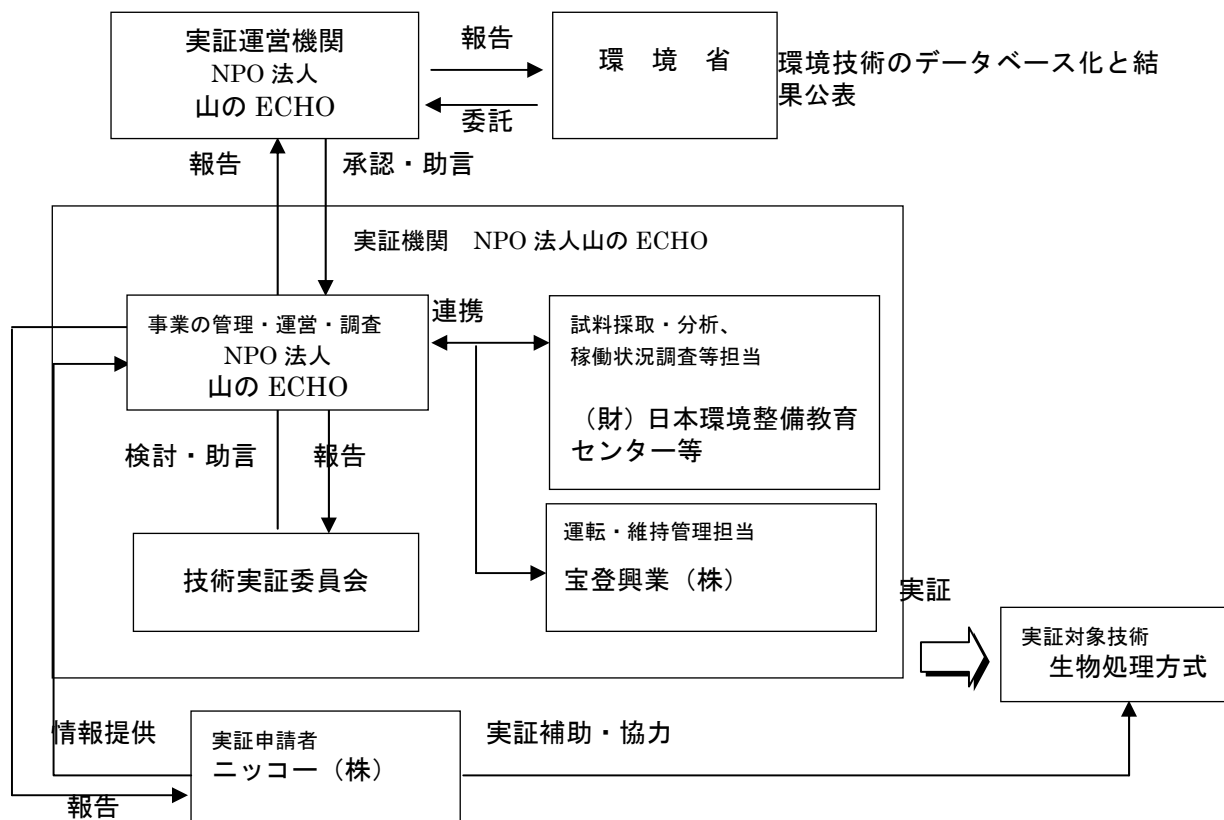 実証運営機関
NPO 法人
山の ECHO
報告
委託
環 境 省
環境技術のデータベース化と結
果公表
報告
承認・助言
実証機関 NPO 法人山の ECHO
事業の管理・運営・調査
NPO 法人
山の ECHO
連携
試料採取・分析、
稼働状況調査等担当
（財）日本環境整備教育
センター等
検討・助言
報告
技術実証委員会
運転・維持管理担当
宝登興業（株）
実証
実証対象技術
生物処理方式
情報提供
実証申請者
ニッコー（株）
実証補助・協力
報告